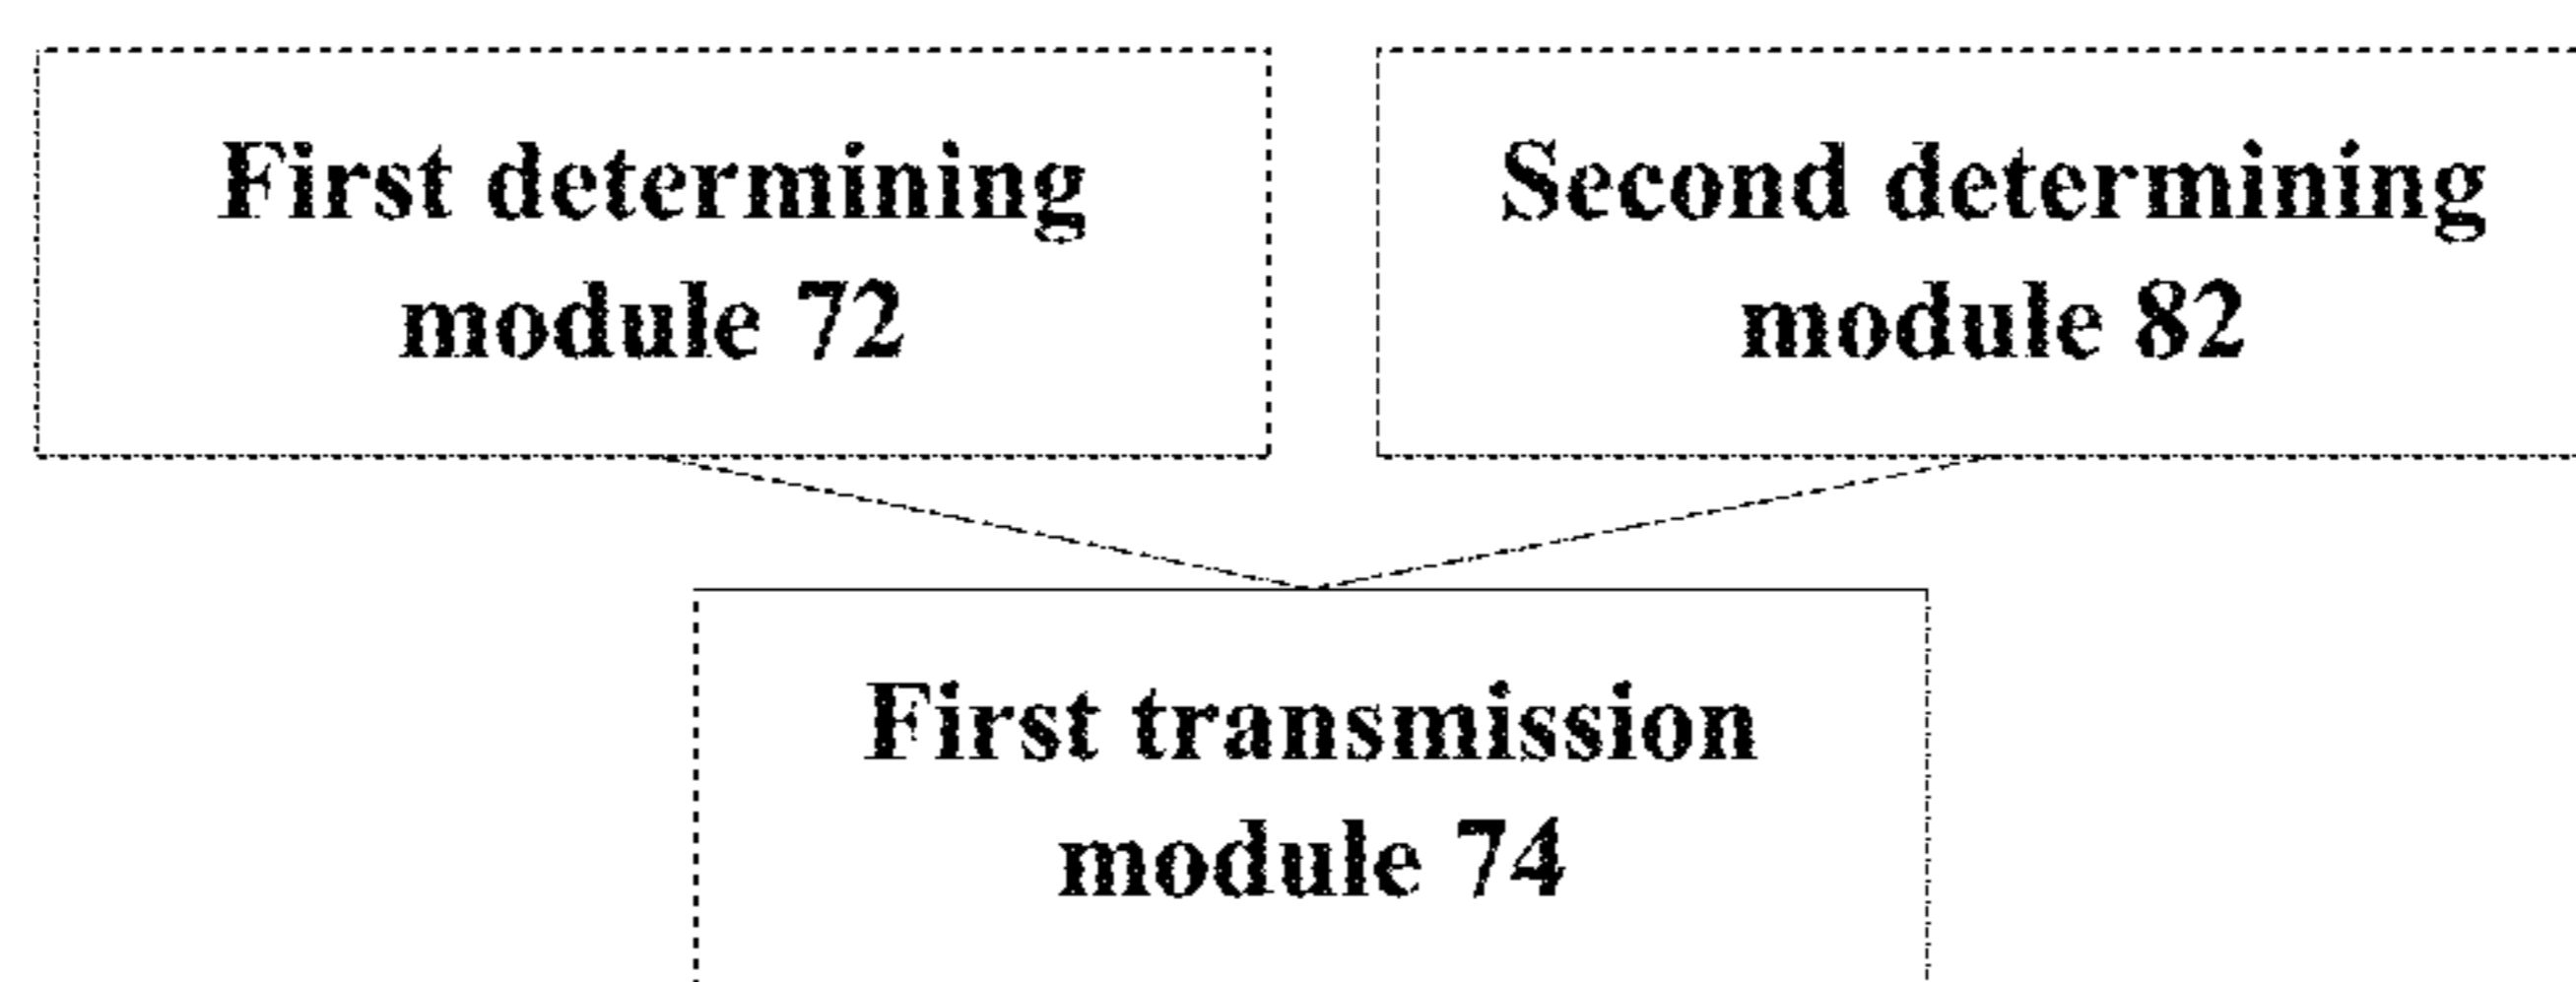 First determining
module 72
Second determining
module 82
First transmission
module 74